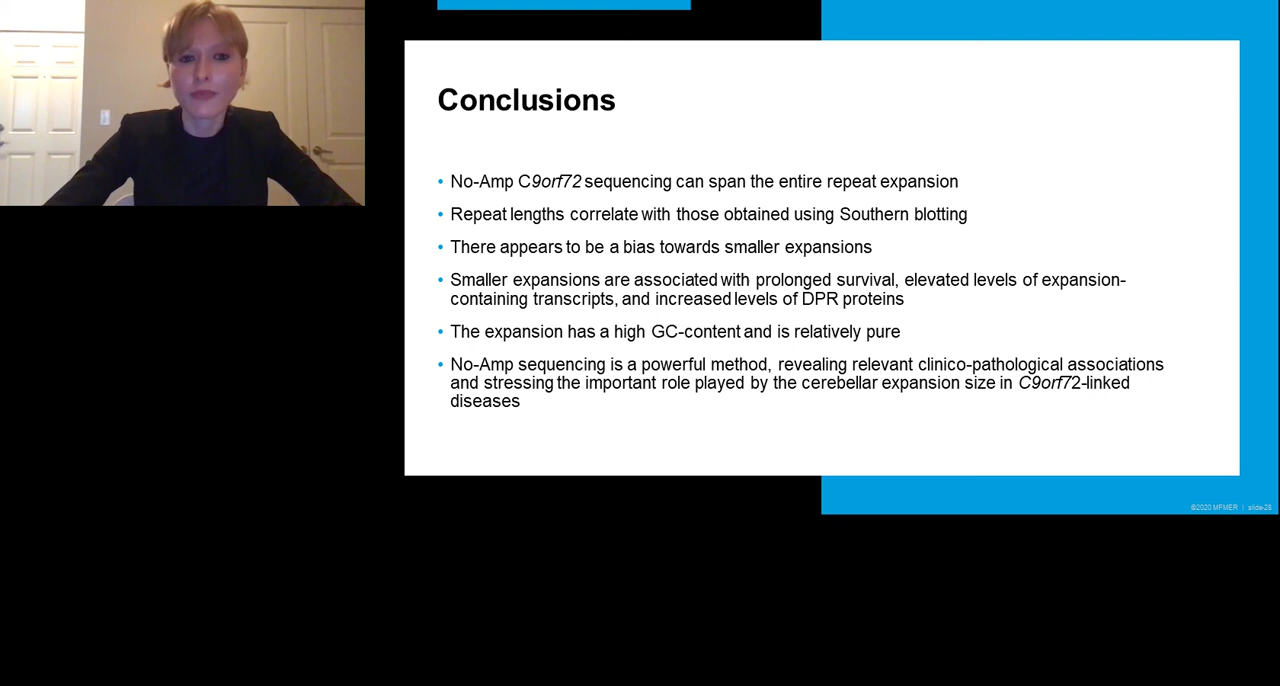 Conclusions
• No-Amp C9orf72 sequencing can span the entire repeat expansion
• Repeat lengths correlate with those obtained using Southern blotting
• There appears to be a bias towards smaller expansions
• Smaller expansions are associated with prolonged survival, elevated levels of expansion-
containing transcripts, and increased levels of DPR proteins
• The expansion has a high GC-content and is relatively pure
• No-Amp sequencing is a powerful method, revealing relevant clinico-pathological associations
and stressing the important role played by the cerebellar expansion size in C9orf72-linked
diseases
©2020 MFMER | slide-28